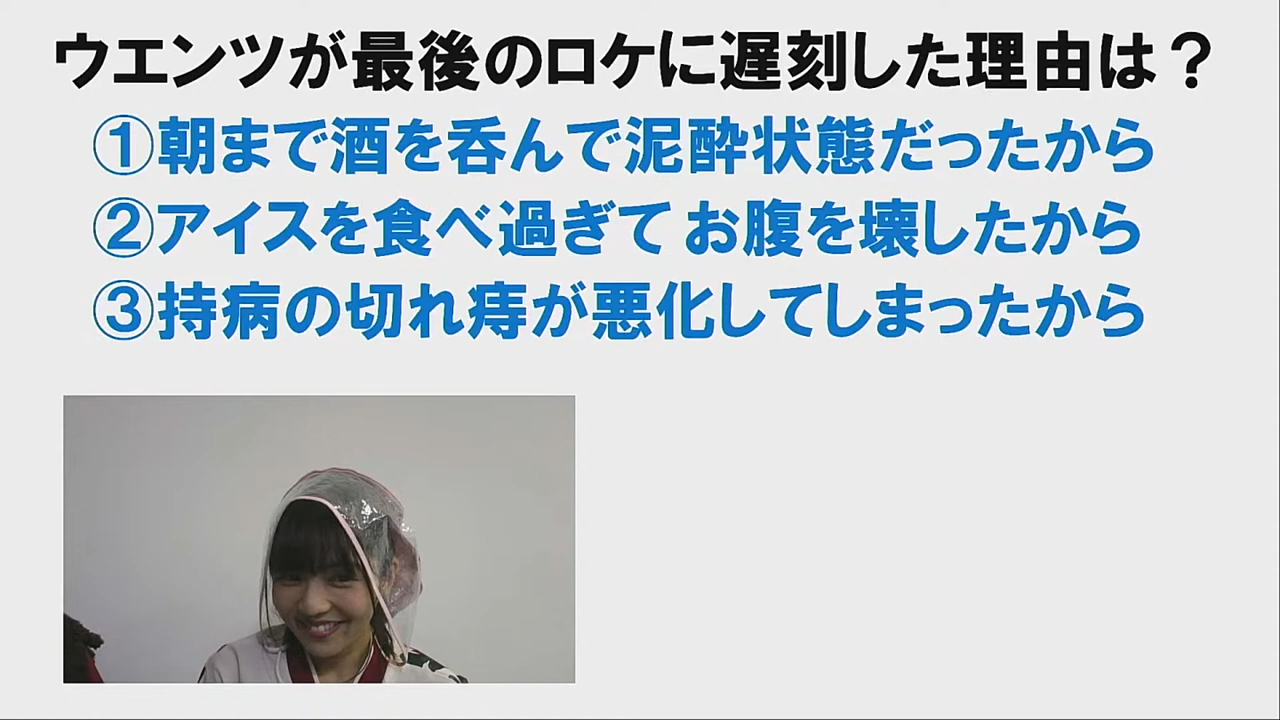 ウエンツが最後のロケに遅刻した理由は？
①朝まで酒を呑んで泥酔状態だったから
②アイスを食べ過ぎてお腹を壊したから
③持病の切れ痔が悪化してしまったから